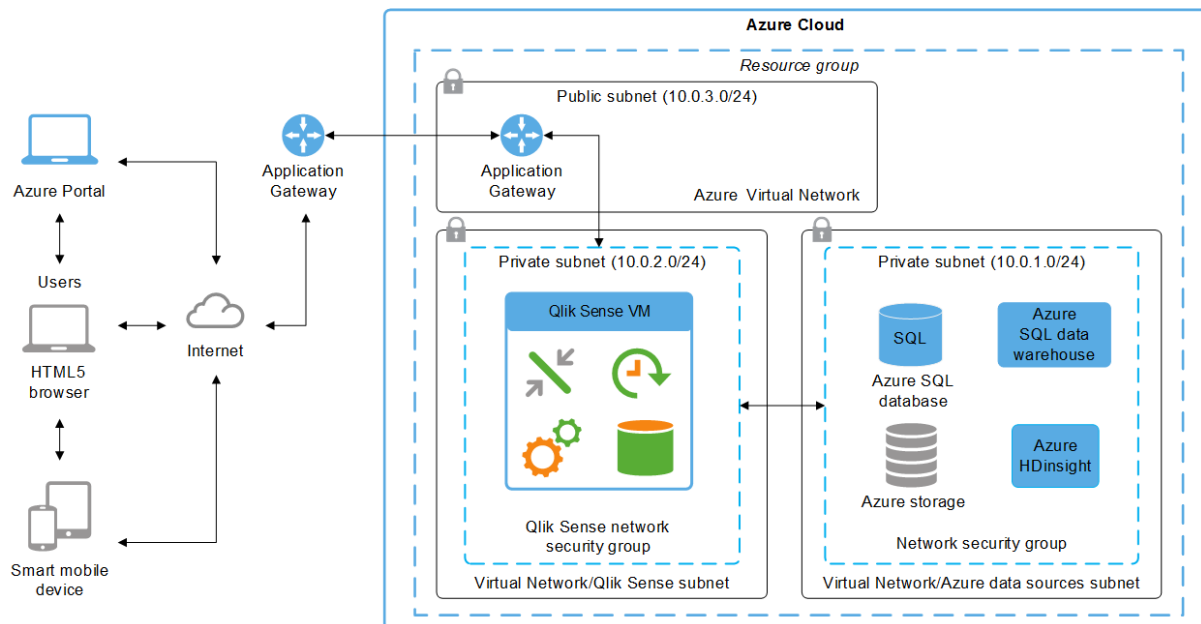 Azure Cloud
Resource group
Public subnet (10.0.3.0/24)
Application
Gateway
Application
Gateway
Azure Virtual Network
Azure Portal
Users
HTML5
browser
Internet
Smart mobile
device
Private subnet (10.0.2.0/24)
Qlik Sense VM
Qlik Sense network
security group
Virtual Network/Qlik Sense subnet
Private subnet (10.0.1.0/24)
SQL
Azure SQL
database
Azure
SQL data
warehouse
Azure storage
Azure
HDinsight
Network security group
Virtual Network/Azure data sources subnet